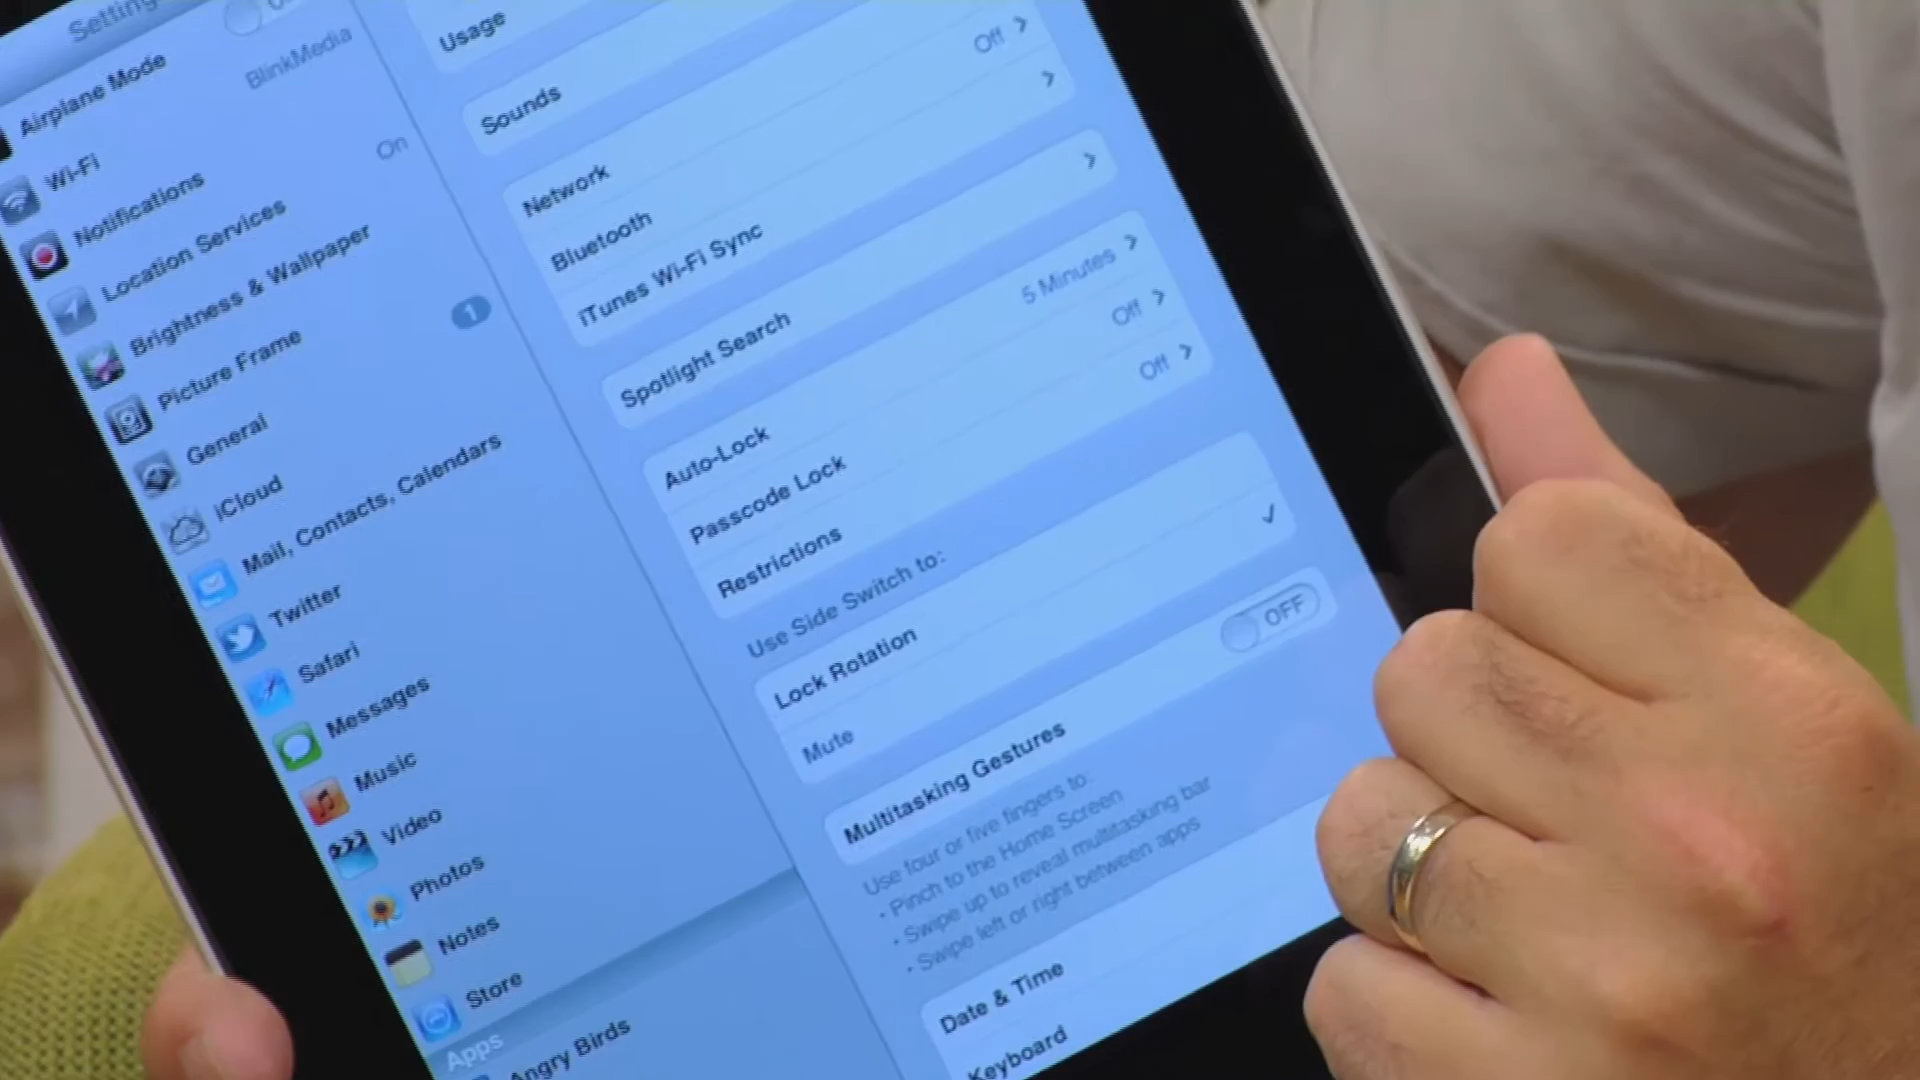 Setting
Airplane Mode
Wi-Fi
BlinkMedia
Notifications
Location Services
On
Brightness & Wallpaper
Picture Frame
General
1
iCloud
Mail, Contacts, Calendars
Twitter
Safari
Messages
Music
Video
Photos
Notes
Store
Apps
Angry Birds
Usage
Sounds
Network
Bluetooth
Off
iTunes Wi-Fi Sync
Spotlight Search
Auto-Lock
5 Minutes
Passcode Lock
Off
Restrictions
Off
Use Side Switch to:
Lock Rotation
Mute
Multitasking Gestures
OFF
Use four or five fingers to:
• Pinch to the Home Screen
• Swipe up to reveal multitasking bar
• Swipe left or right between apps
Date & Time
Keyboard